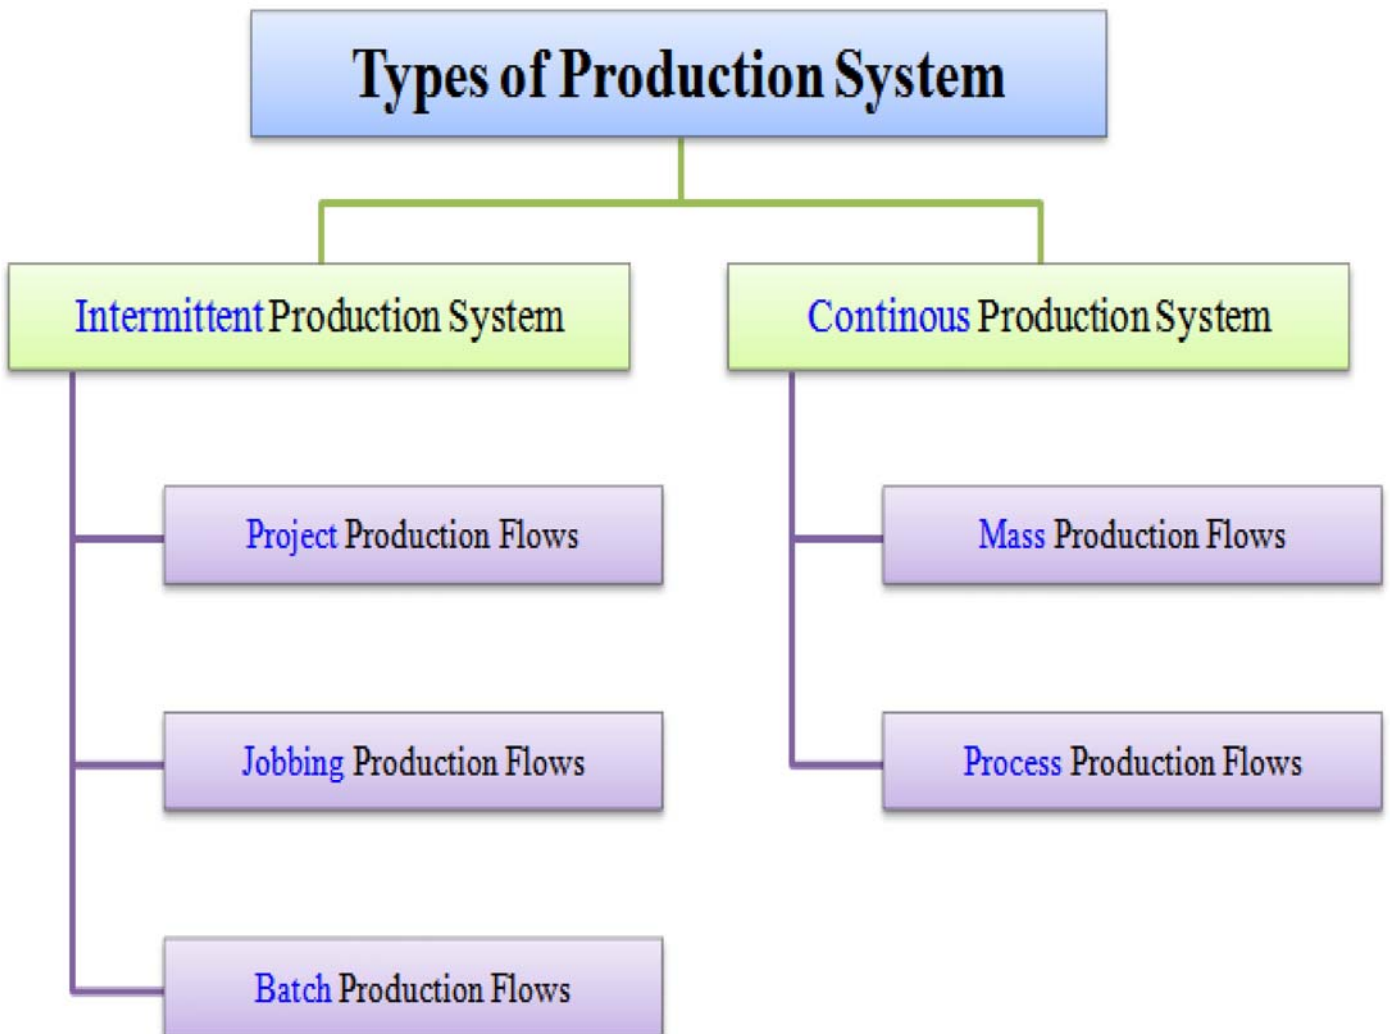 Types of Production System
Intermittent Production System
Continous Production System
Project Production Flows
Mass Production Flows
Jobbing Production Flows
Process Production Flows
Batch Production Flows